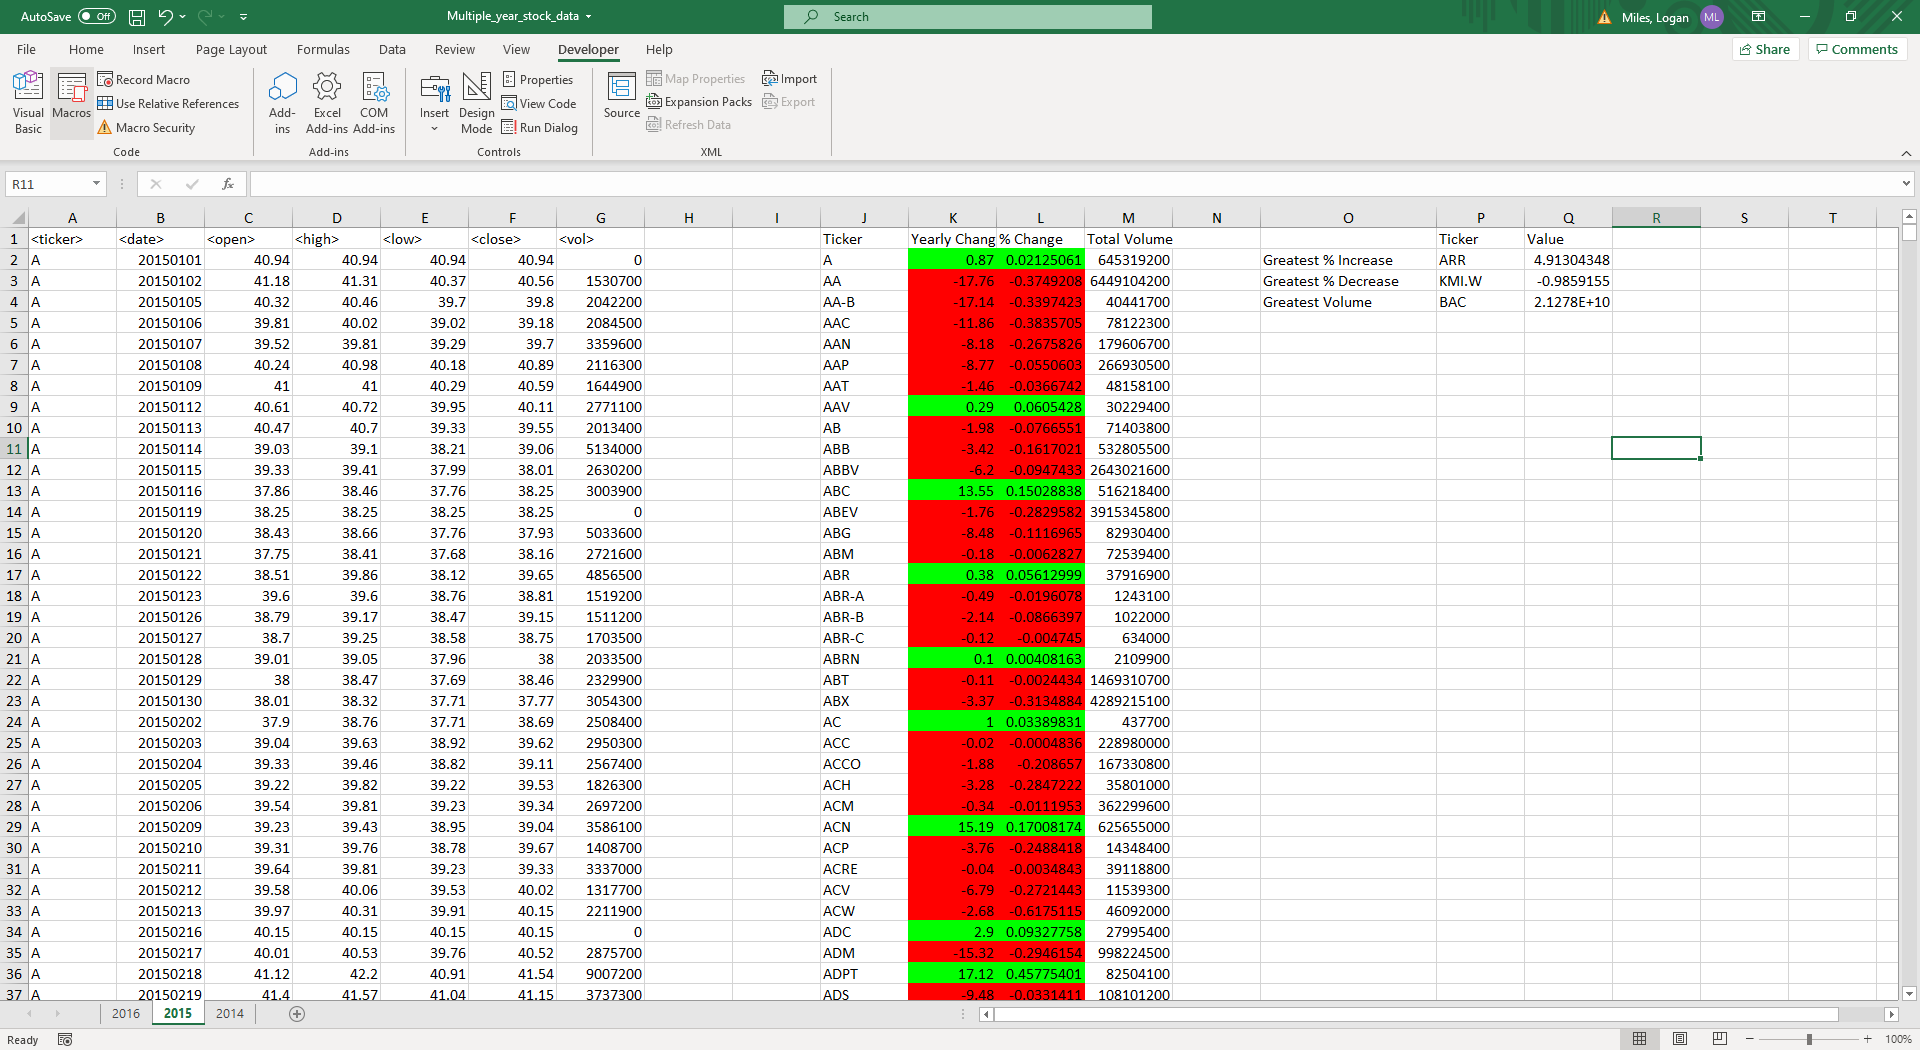 AutoSave Off Multiple_year_stock_data Search Miles, Logan ML
File Home Insert Page Layout Formulas Data Review View Developer Help Share Comments
Visual Basic Macros Record Macro Use Relative References Macro Security
Add-ins Excel Add-ins COM Add-ins
Insert Design Mode Properties View Code Run Dialog
Source Map Properties Expansion Packs Refresh Data Import Export
Code Add-ins Controls XML
R11 fx
A B C D E F G H I J K L M N O P Q R S T
1 <ticker> <date> <open> <high> <low> <close> <vol> Ticker Yearly Chang % Change Total Volume Ticker Value
2 A 20150101 40.94 40.94 40.94 40.94 0 A 0.87 0.02125061 645319200 Greatest % Increase ARR 4.91304348
3 A 20150102 41.18 41.31 40.37 40.56 1530700 AA -17.76 -0.3749208 6449104200 Greatest % Decrease KMI.W -0.9859155
4 A 20150105 40.32 40.46 39.7 39.8 2042200 AA-B -17.14 -0.3397423 40441700 Greatest Volume BAC 2.1278E+10
5 A 20150106 39.81 40.02 39.02 39.18 2084500 AAC -11.86 -0.3835705 78122300
6 A 20150107 39.52 39.81 39.29 39.7 3359600 AAN -8.18 -0.2675826 179606700
7 A 20150108 40.24 40.98 40.18 40.89 2116300 AAP -8.77 -0.0550603 266930500
8 A 20150109 41 41 40.29 40.59 1644900 AAT -1.46 -0.0366742 48158100
9 A 20150112 40.61 40.72 39.95 40.11 2771100 AAV 0.29 0.0605428 30229400
10 A 20150113 40.47 40.7 39.33 39.55 2013400 AB -1.98 -0.0766551 71403800
11 A 20150114 39.03 39.1 38.21 39.06 5134000 ABB -3.42 -0.1617021 532805500
12 A 20150115 39.33 39.41 37.99 38.01 2630200 ABBV -6.2 -0.0947433 2643021600
13 A 20150116 37.86 38.46 37.76 38.25 3003900 ABC 13.55 0.15028838 516218400
14 A 20150119 38.25 38.25 38.25 38.25 0 ABEV -1.76 -0.2829582 3915345800
15 A 20150120 38.43 38.66 37.76 37.93 5033600 ABG -8.48 -0.1116965 82930400
16 A 20150121 37.75 38.41 37.68 38.16 2721600 ABM -0.18 -0.0062827 72539400
17 A 20150122 38.51 39.86 38.12 39.65 4856500 ABR 0.38 0.05612999 37916900
18 A 20150123 39.6 39.6 38.76 38.81 1519200 ABR-A -0.49 -0.0196078 1243100
19 A 20150126 38.79 39.17 38.47 39.15 1511200 ABR-B -2.14 -0.0866397 1022000
20 A 20150127 38.7 39.25 38.58 38.75 1703500 ABR-C -0.12 -0.004745 634000
21 A 20150128 39.01 39.05 37.96 38 2033500 ABRN 0.1 0.00408163 2109900
22 A 20150129 38 38.47 37.69 38.46 2329900 ABT -0.11 -0.0024434 1469310700
23 A 20150130 38.01 38.32 37.71 37.77 3054300 ABX -3.37 -0.3134884 4289215100
24 A 20150202 37.9 38.76 37.71 38.69 2508400 AC 1 0.03389831 437700
25 A 20150203 39.04 39.63 38.92 39.62 2950300 ACC -0.02 -0.0004836 228980000
26 A 20150204 39.33 39.46 38.82 39.11 2567400 ACCO -1.88 -0.208657 167330800
27 A 20150205 39.22 39.82 39.22 39.53 1826300 ACH -3.28 -0.2847222 35801000
28 A 20150206 39.54 39.81 39.23 39.34 2697200 ACM -0.34 -0.0111953 362299600
29 A 20150209 39.23 39.43 38.95 39.04 3586100 ACN 15.19 0.17008174 625655000
30 A 20150210 39.31 39.76 38.78 39.67 1408700 ACP -3.76 -0.2488418 14348400
31 A 20150211 39.64 39.81 39.23 39.33 3337000 ACRE -0.04 -0.0034843 39118800
32 A 20150212 39.58 40.06 39.53 40.02 1317700 ACV -6.79 -0.2721443 11539300
33 A 20150213 39.97 40.31 39.91 40.15 2211900 ACW -2.68 -0.6175115 46092000
34 A 20150216 40.15 40.15 40.15 40.15 0 ADC 2.9 0.09327758 27995400
35 A 20150217 40.01 40.53 39.76 40.52 2875700 ADM -15.32 -0.2946154 998224500
36 A 20150218 41.12 42.2 40.91 41.54 9007200 ADPT 17.12 0.45775401 82504100
37 A 20150219 41.4 41.57 41.04 41.15 3737300 ADS -9.48 -0.0331411 108101200
2016 2015 2014
Ready 100%